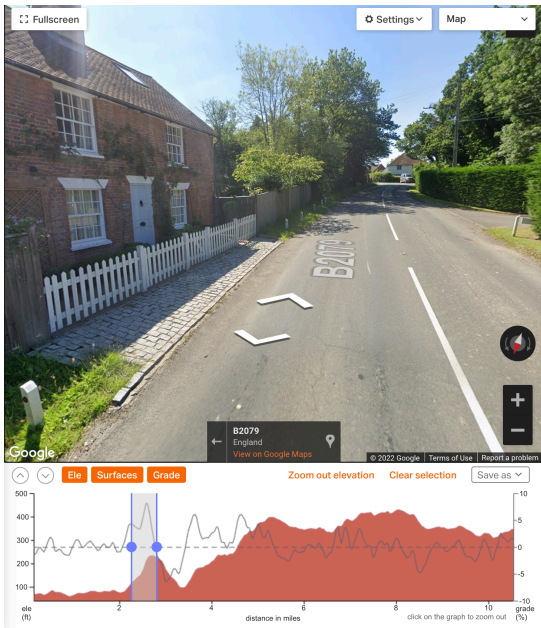 Fullscreen
Settings
Map
B2079
B2079
England
View on Google Maps
Google
© 2022 Google
Terms of Use
Report a problem
Ele
Surfaces
Grade
Zoom out elevation
Clear selection
Save as
500
400
300
200
100
10
5
0
-5
-10
ele
(ft)
2
4
6
8
10
grade
(%)
distance in miles
click on the graph to zoom out